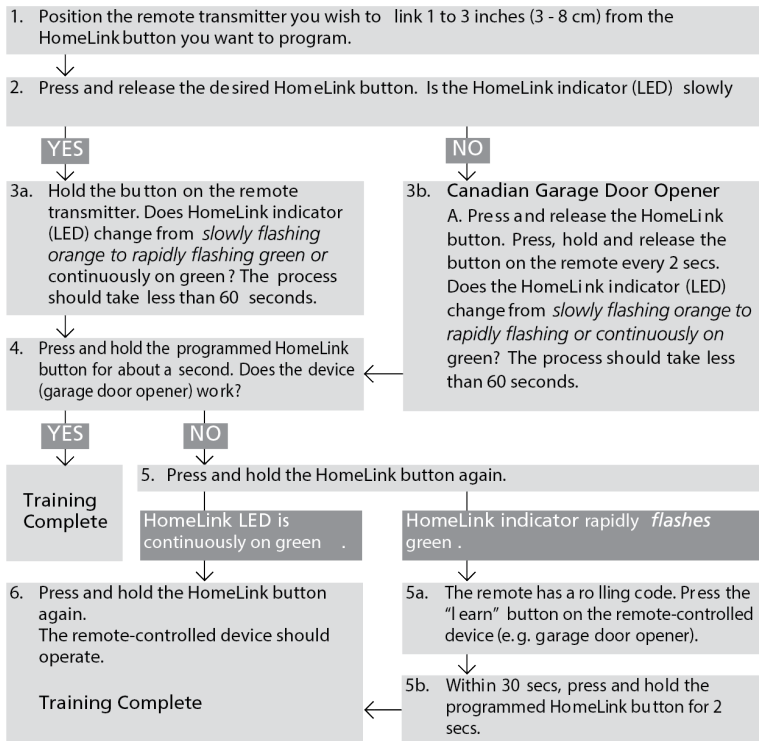 1. Position the remote transmitter you wish to link 1 to 3 inches (3 - 8 cm) from the
HomeLink button you want to program.
2. Press and release the desired HomeLink button. Is the HomeLink indicator (LED) slowly
YES
NO
3a. Hold the button on the remote
transmitter. Does HomeLink indicator
(LED) change from slowly flashing
orange to rapidly flashing green or
continuously on green? The process
should take less than 60 seconds.
3b. Canadian Garage Door Opener
A. Press and release the HomeLink
button. Press, hold and release the
button on the remote every 2 secs.
Does the HomeLink indicator (LED)
change from slowly flashing orange to
rapidly flashing or continuously on
green? The process should take less
than 60 seconds.
4. Press and hold the programmed HomeLink
button for about a second. Does the device
(garage door opener) work?
YES
NO
Training
Complete
5. Press and hold the HomeLink button again.
HomeLink LED is
continuously on green .
HomeLink indicator rapidly flashes
green .
6. Press and hold the HomeLink button
again.
The remote-controlled device should
operate.
Training Complete
5a. The remote has a rolling code. Press the
“learn” button on the remote-controlled
device (e.g. garage door opener).
5b. Within 30 secs, press and hold the
programmed HomeLink button for 2
secs.